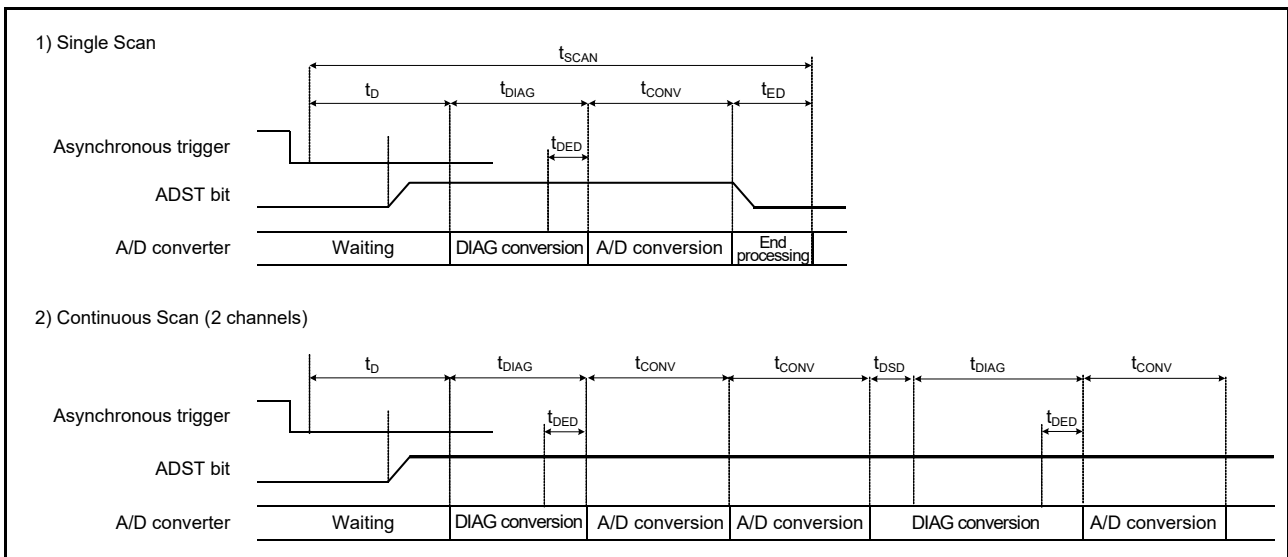 1) Single Scan
tSCAN
tD tDIAG tCONV tED
Asynchronous trigger
tDED
ADST bit
A/D converter Waiting DIAG conversion A/D conversion End processing
2) Continuous Scan (2 channels)
tD tDIAG tCONV tCONV tDSD tDIAG tCONV
Asynchronous trigger
tDED tDED
ADST bit
A/D converter Waiting DIAG conversion A/D conversion A/D conversion DIAG conversion A/D conversion